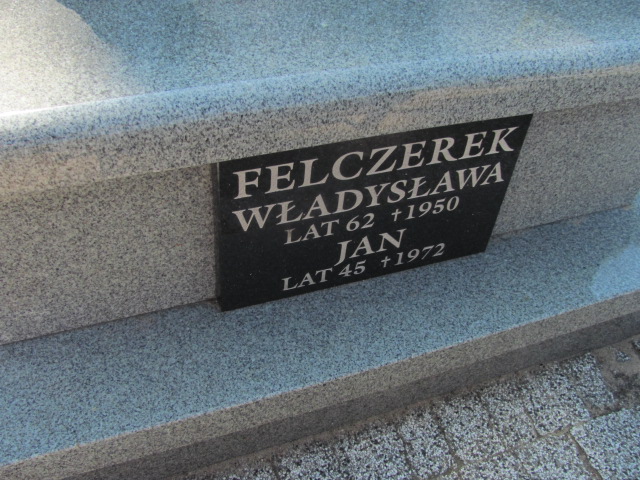 FELCZEREK
WŁADYSŁAWA
LAT 62 †1950
JAN
LAT 45 †1972